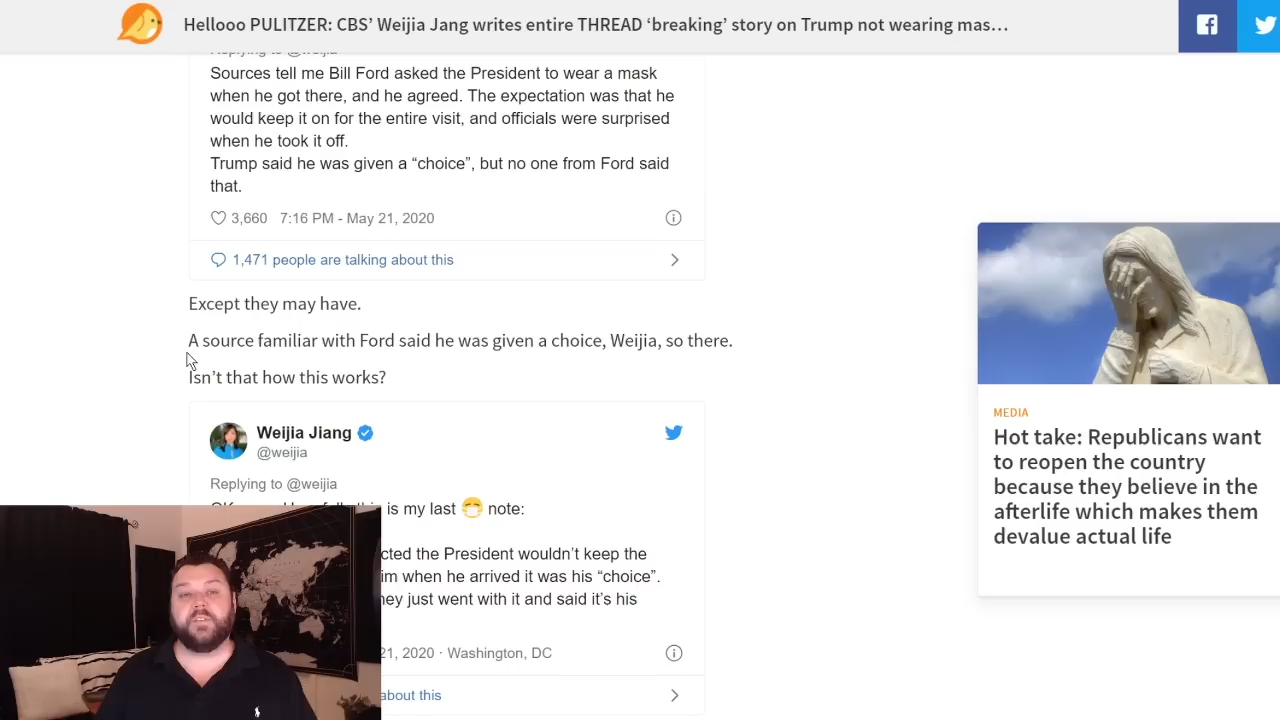 Hellooo PULITZER: CBS’ Weijia Jang writes entire THREAD ‘breaking’ story on Trump not wearing mas…
Replying to @weijia
Sources tell me Bill Ford asked the President to wear a mask
when he got there, and he agreed. The expectation was that he
would keep it on for the entire visit, and officials were surprised
when he took it off.
Trump said he was given a “choice”, but no one from Ford said
that.
3,660 7:16 PM - May 21, 2020
1,471 people are talking about this
Except they may have.
A source familiar with Ford said he was given a choice, Weijia, so there.
Isn’t that how this works?
Weijia Jiang
@weijia
Replying to @weijia
is my last 😷 note:
cted the President wouldn’t keep the
im when he arrived it was his “choice”.
ey just went with it and said it’s his
21, 2020 · Washington, DC
about this
MEDIA
Hot take: Republicans want
to reopen the country
because they believe in the
afterlife which makes them
devalue actual life